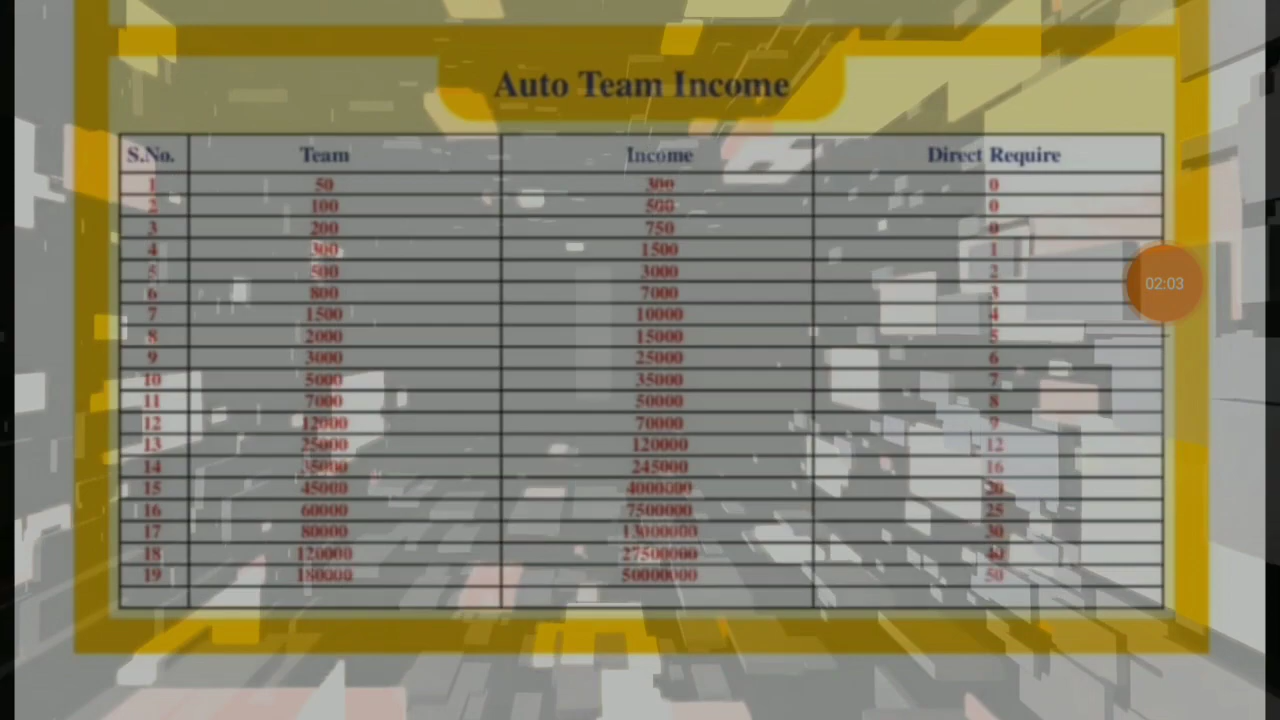 Auto Team Income
S.No. Team Income Direct Require
1 50 300 0
2 100 500 0
3 200 750 0
4 300 1500 1
5 500 3000 2
6 800 7000 3
7 1500 10000 4
8 2000 15000 5
9 3000 25000 6
10 5000 35000 7
11 7000 50000 8
12 12000 70000 9
13 25000 120000 12
14 35000 245000 16
15 45000 4000000 20
16 60000 7500000 25
17 80000 13000000 30
18 120000 27500000 40
19 180000 50000000 50
02:03